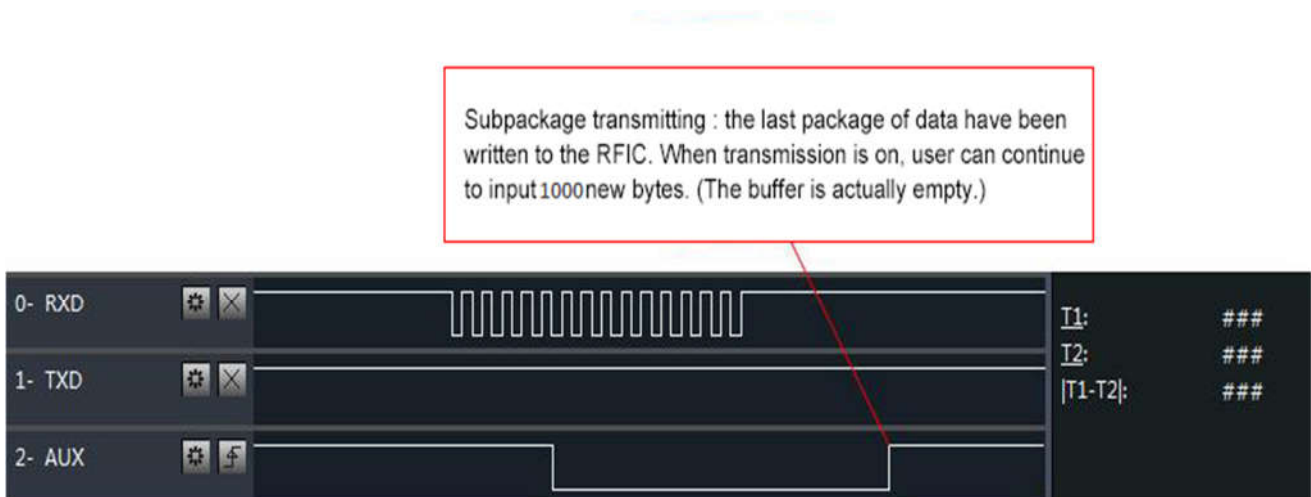 Subpackage transmitting : the last package of data have been
written to the RFIC. When transmission is on, user can continue
to input 1000 new bytes. (The buffer is actually empty.)
0- RXD
T1: ###
1- TXD
T2: ###
|T1-T2|: ###
2- AUX